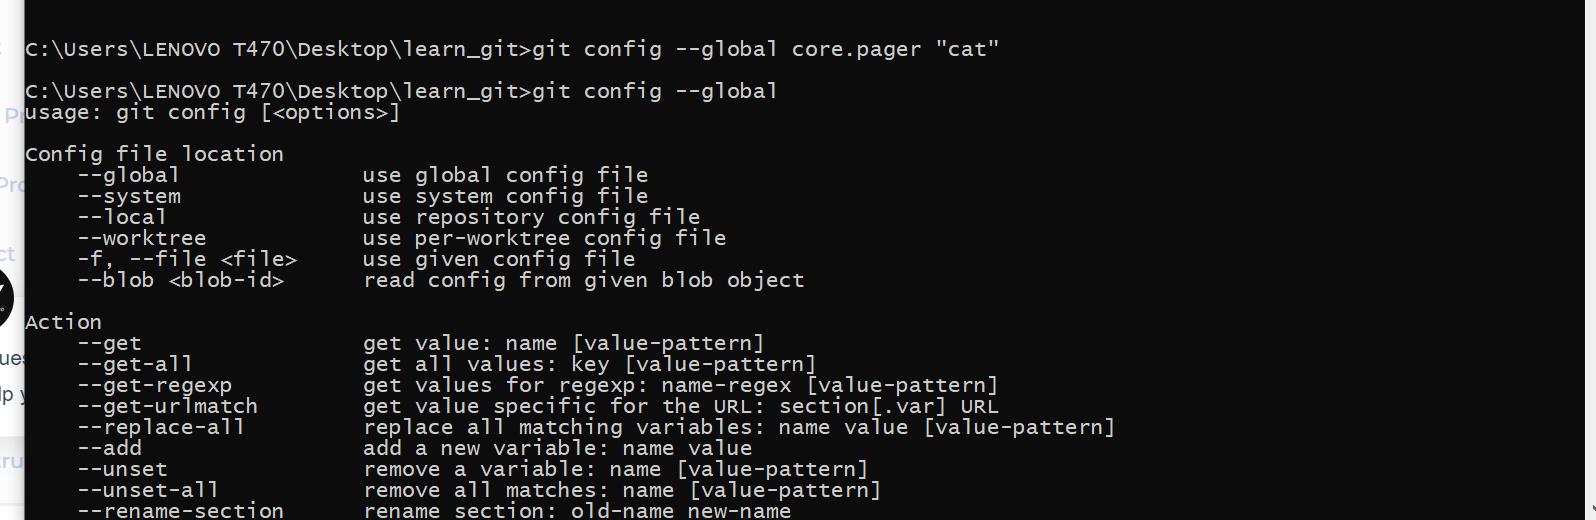 C:\Users\LENOVO T470\Desktop\learn_git>git config --global core.pager "cat"
C:\Users\LENOVO T470\Desktop\learn_git>git config --global
usage: git config [<options>]
Config file location
    --global              use global config file
    --system              use system config file
    --local               use repository config file
    --worktree            use per-worktree config file
    -f, --file <file>     use given config file
    --blob <blob-id>      read config from given blob object
Action
    --get                 get value: name [value-pattern]
    --get-all             get all values: key [value-pattern]
    --get-regexp          get values for regexp: name-regex [value-pattern]
    --get-urlmatch        get value specific for the URL: section[.var] URL
    --replace-all         replace all matching variables: name value [value-pattern]
    --add                 add a new variable: name value
    --unset               remove a variable: name [value-pattern]
    --unset-all           remove all matches: name [value-pattern]
    --rename-section      rename section: old-name new-name